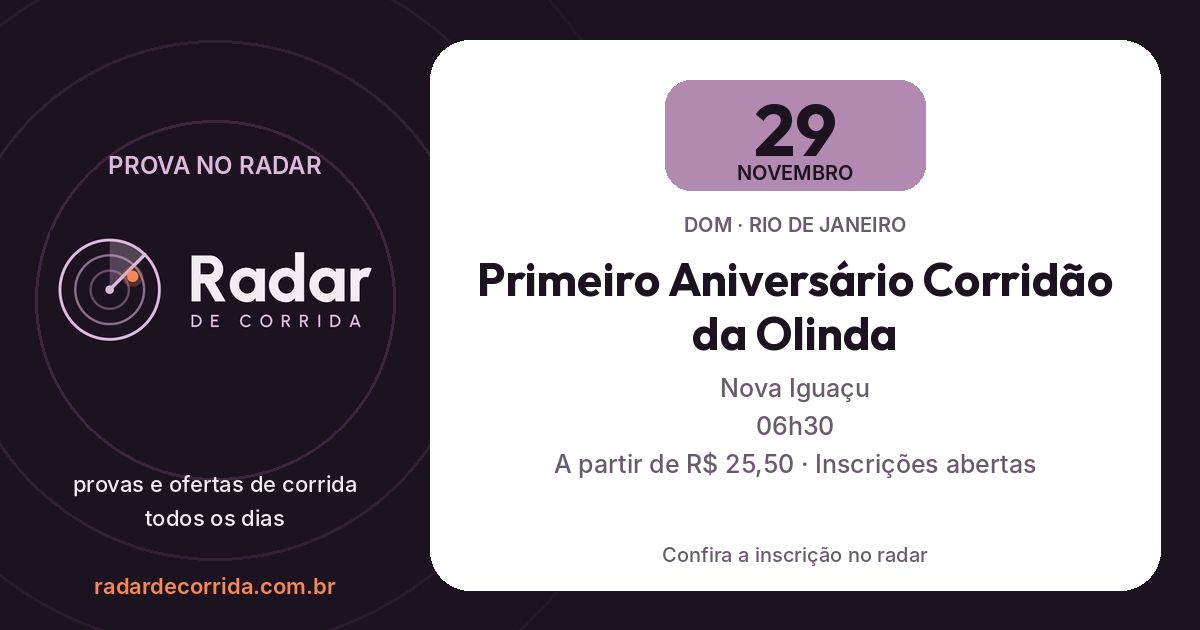 PROVA NO RADAR
Radar
DE CORRIDA
provas e ofertas de corrida
todos os dias
radardecorrida.com.br
29
NOVEMBRO
DOM · RIO DE JANEIRO
Primeiro Aniversário Corridão
da Olinda
Nova Iguaçu
06h30
A partir de R$ 25,50 · Inscrições abertas
Confira a inscrição no radar